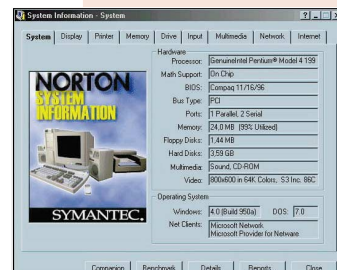 System Information - System
System Display Printer Memory Drive Input Multimedia Network Internet
NORTON
SYSTEM
INFORMATION
SYMANTEC.
Hardware
Processor: GenuineIntel Pentium® Model 4 199
Math Support: On Chip
BIOS: Compaq 11/16/96
Bus Type: PCI
Ports: 1 Parallel, 2 Serial
Memory: 24,0 MB (99% Utilized)
Floppy Disks: 1,44 MB
Hard Disks: 3,59 GB
Multimedia: Sound, CD-ROM
Video: 800x600 in 64K Colors, S3 Inc. 86C
Operating System
Windows: 4.0 (Build 950a) DOS: 7.0
Net Clients: Microsoft Network
Microsoft Provider for Netware
Companion Benchmark Details Reports Close